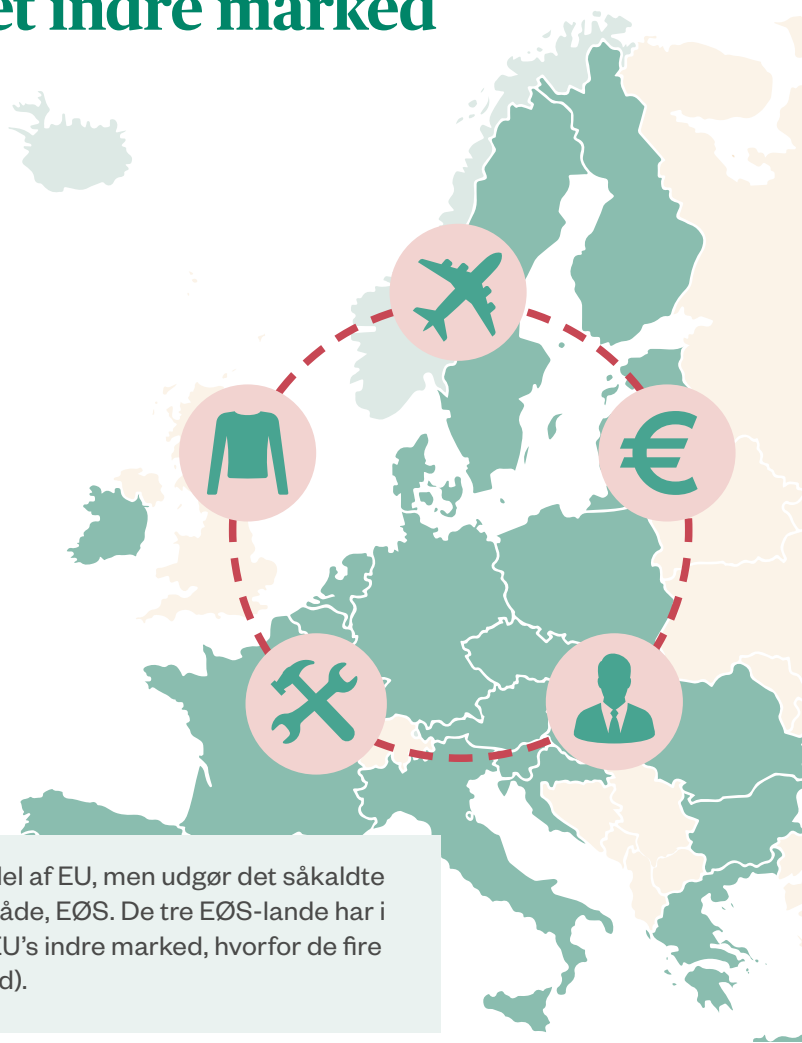 et indre marked
€
del af EU, men udgør det såkaldte
åde, EØS. De tre EØS-lande har i
EU's indre marked, hvorfor de fire
d).